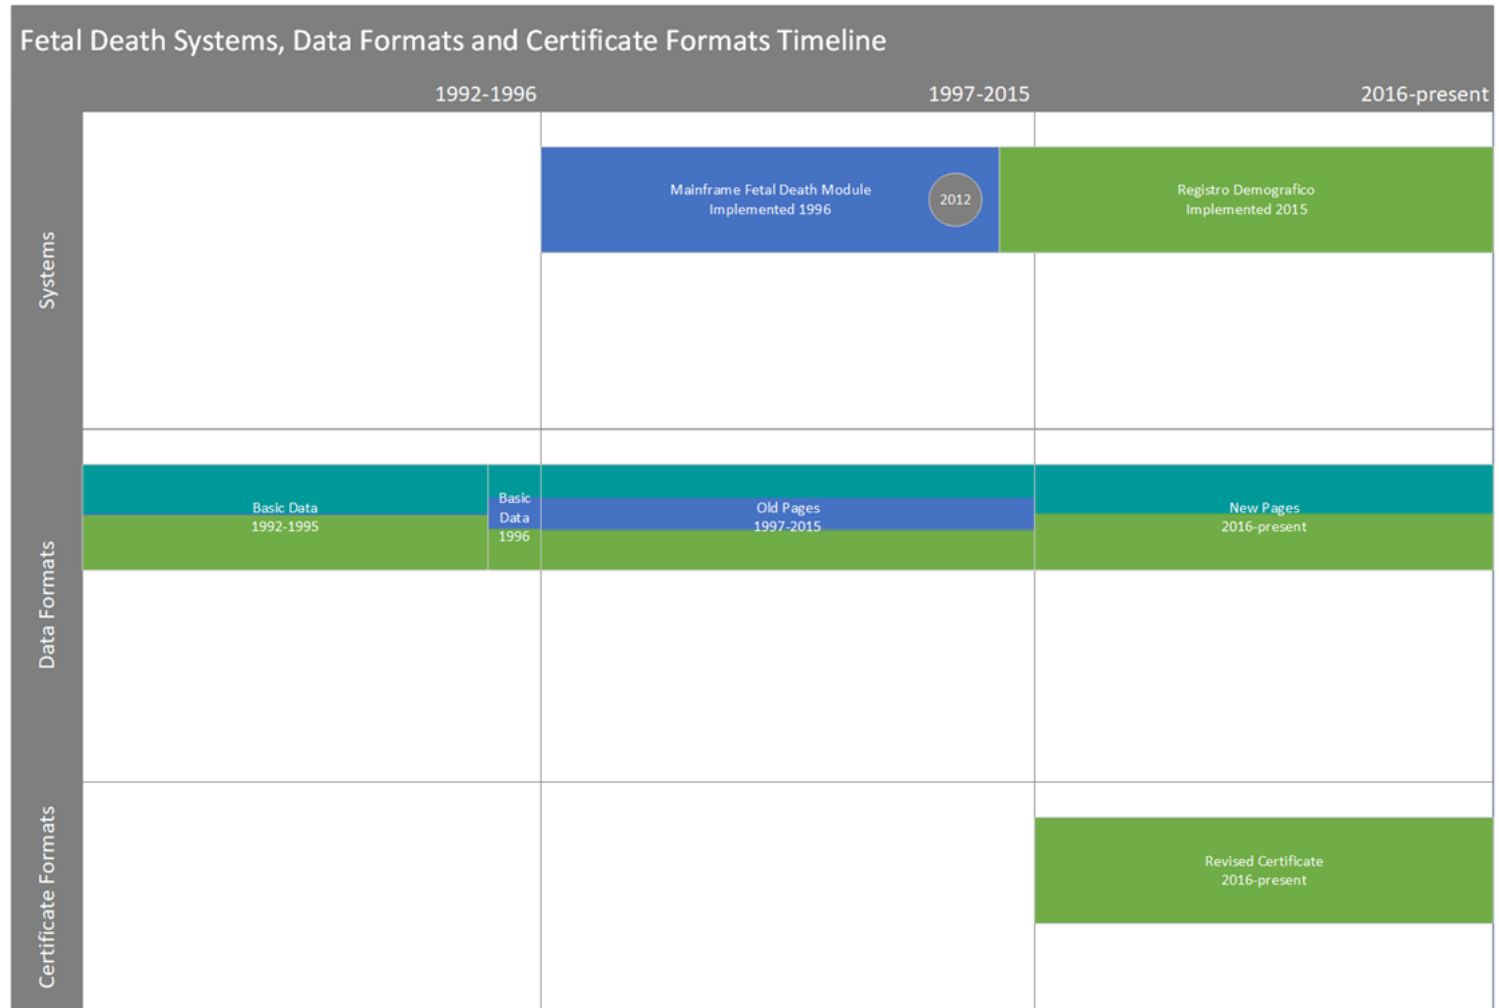 Fetal Death Systems, Data Formats and Certificate Formats Timeline
1992-1996
1997-2015
2016-present
Systems
Mainframe Fetal Death Module
Implemented 1996
2012
Registro Demografico
Implemented 2015
Data Formats
Basic Data
1992-1995
Basic
Data
1996
Old Pages
1997-2015
New Pages
2016-present
Certificate Formats
Revised Certificate
2016-present